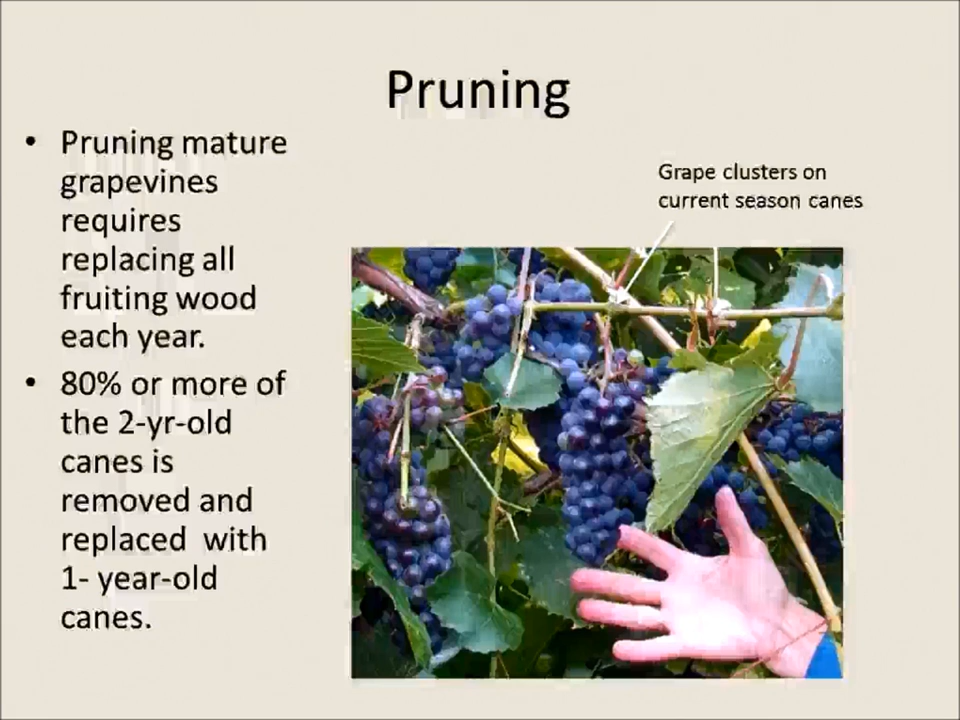 Pruning
• Pruning mature
grapevines
requires
replacing all
fruiting wood
each year.
• 80% or more of
the 2-yr-old
canes is
removed and
replaced with
1- year-old
canes.
Grape clusters on
current season canes